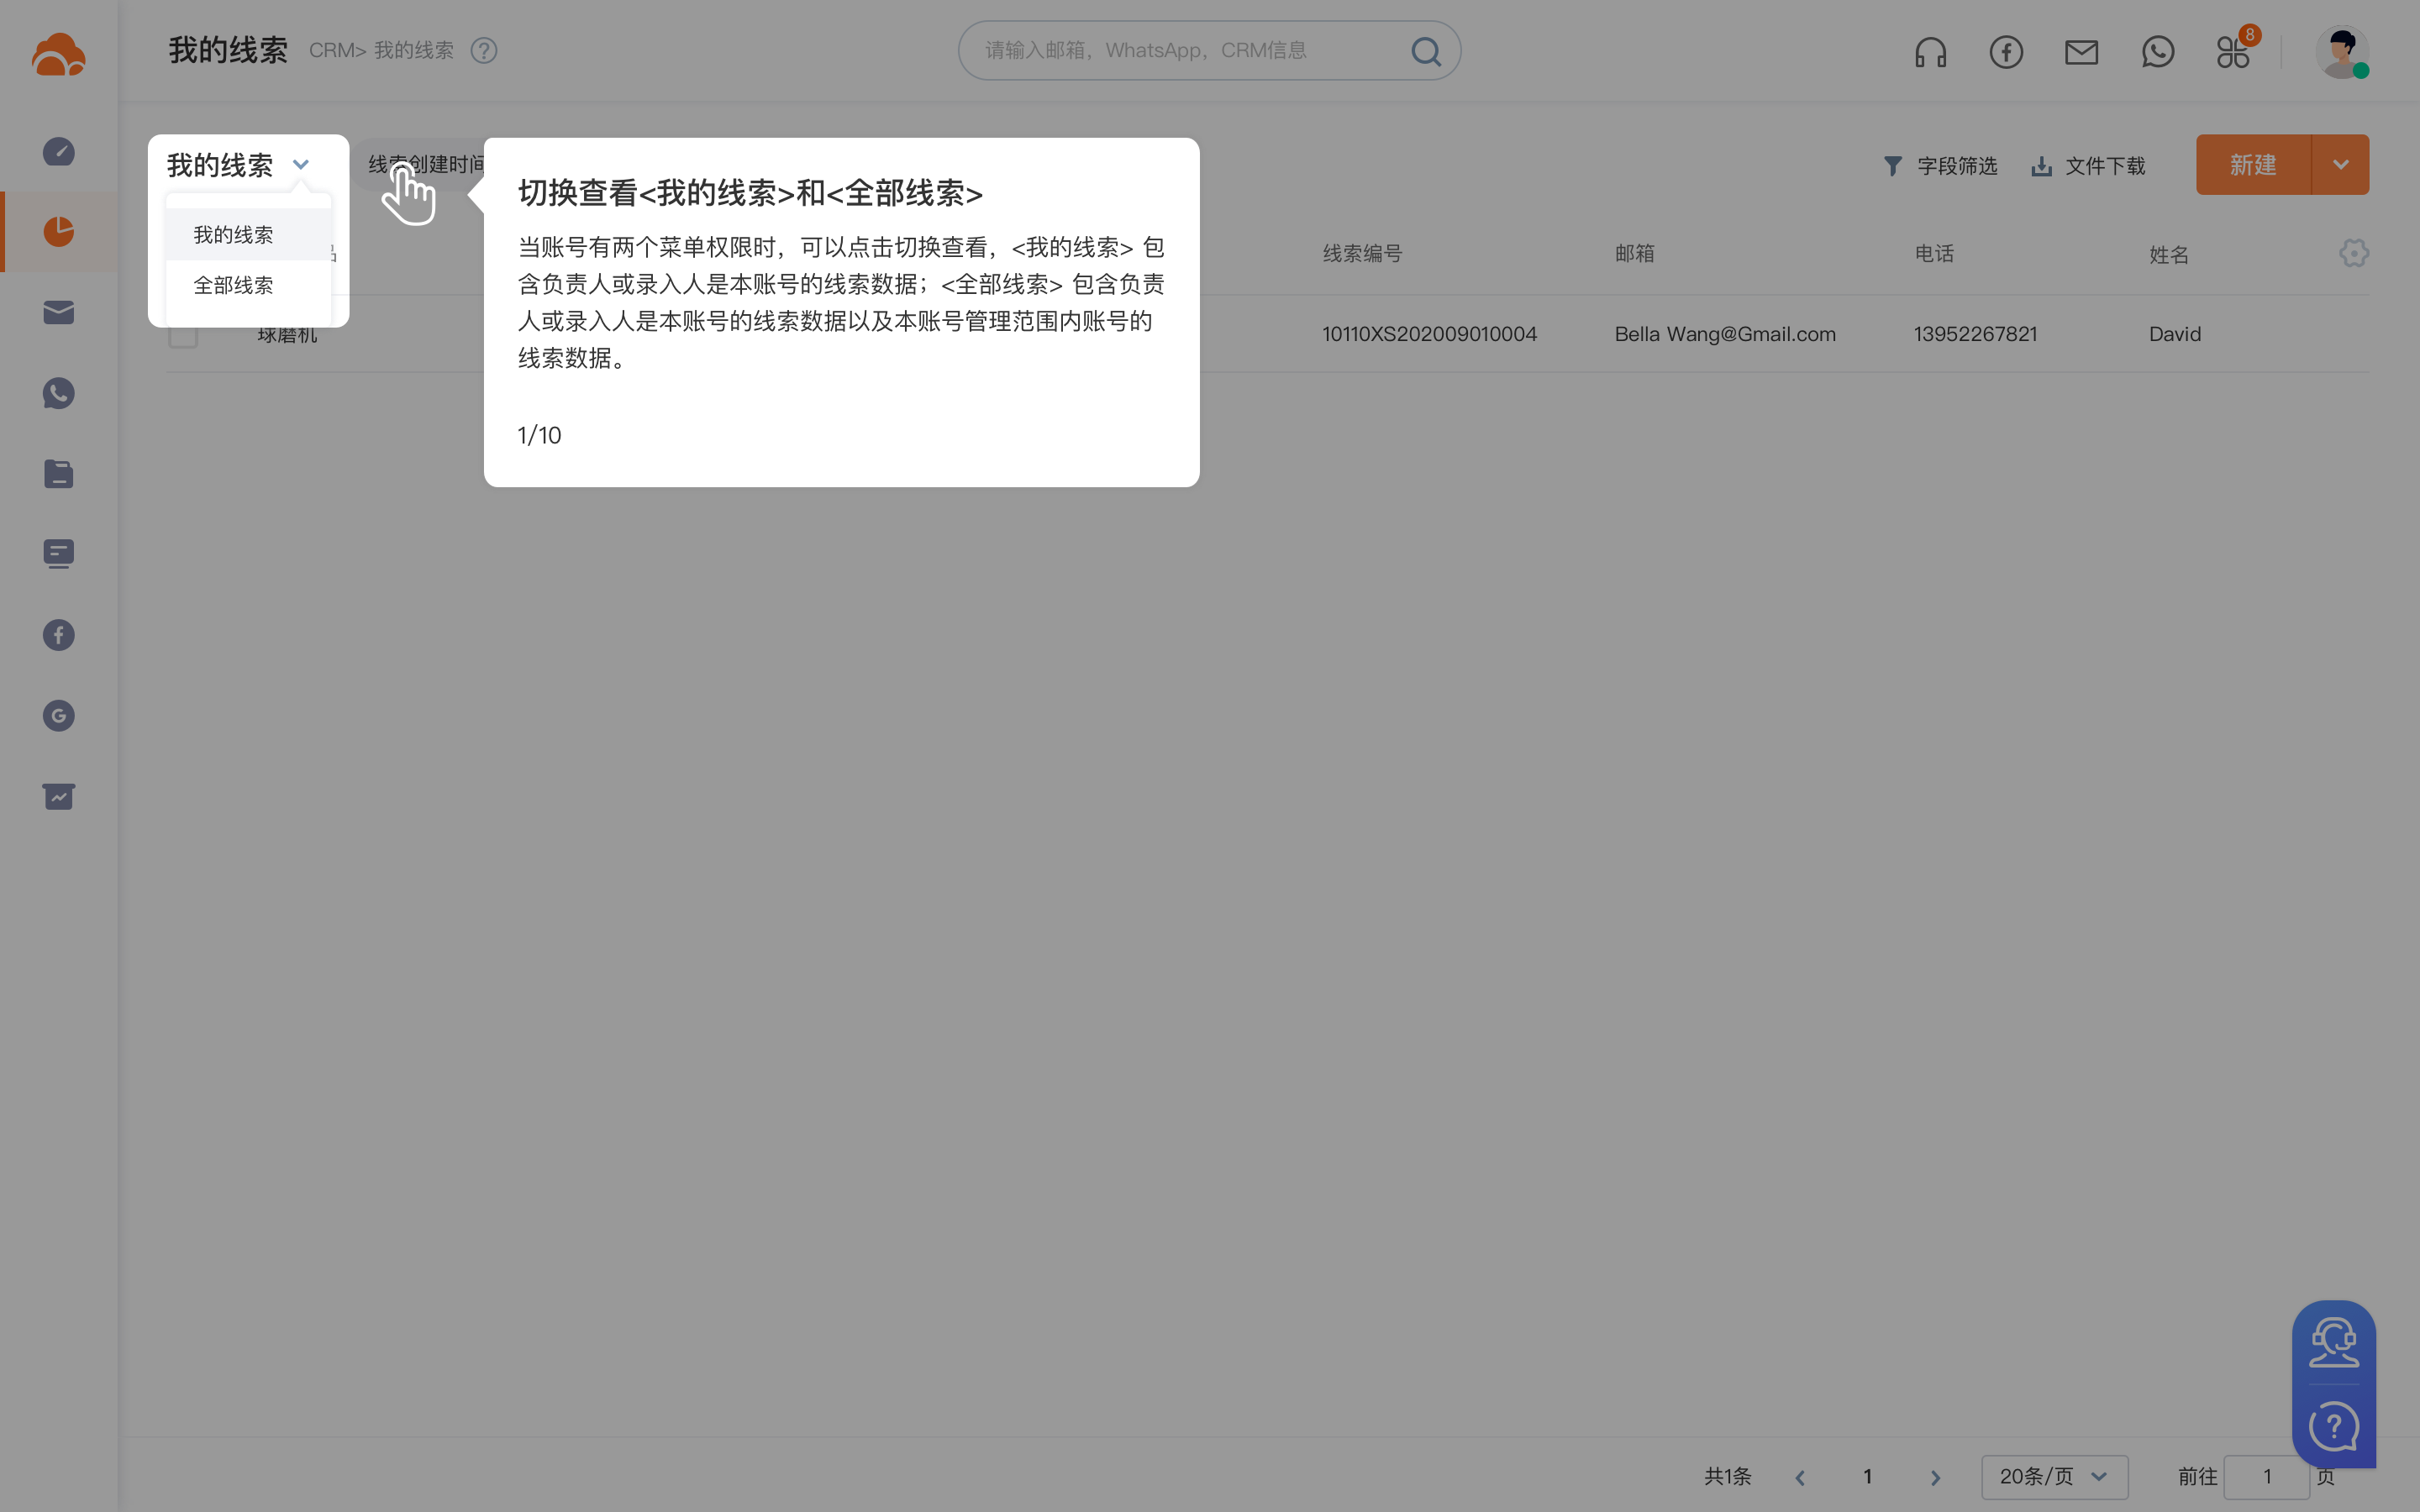 我的线索
CRM> 我的线索
请输入邮箱，WhatsApp，CRM信息
8
我的线索
线索创建时间
字段筛选
文件下载
新建
我的线索
全部线索
切换查看<我的线索>和<全部线索>
当账号有两个菜单权限时，可以点击切换查看，<我的线索> 包
含负责人或录入人是本账号的线索数据；<全部线索> 包含负责
人或录入人是本账号的线索数据以及本账号管理范围内账号的
线索数据。
1/10
线索编号
邮箱
电话
姓名
球磨机
10110XS202009010004
Bella Wang@Gmail.com
13952267821
David
共1条
1
20条/页
前往
1
页